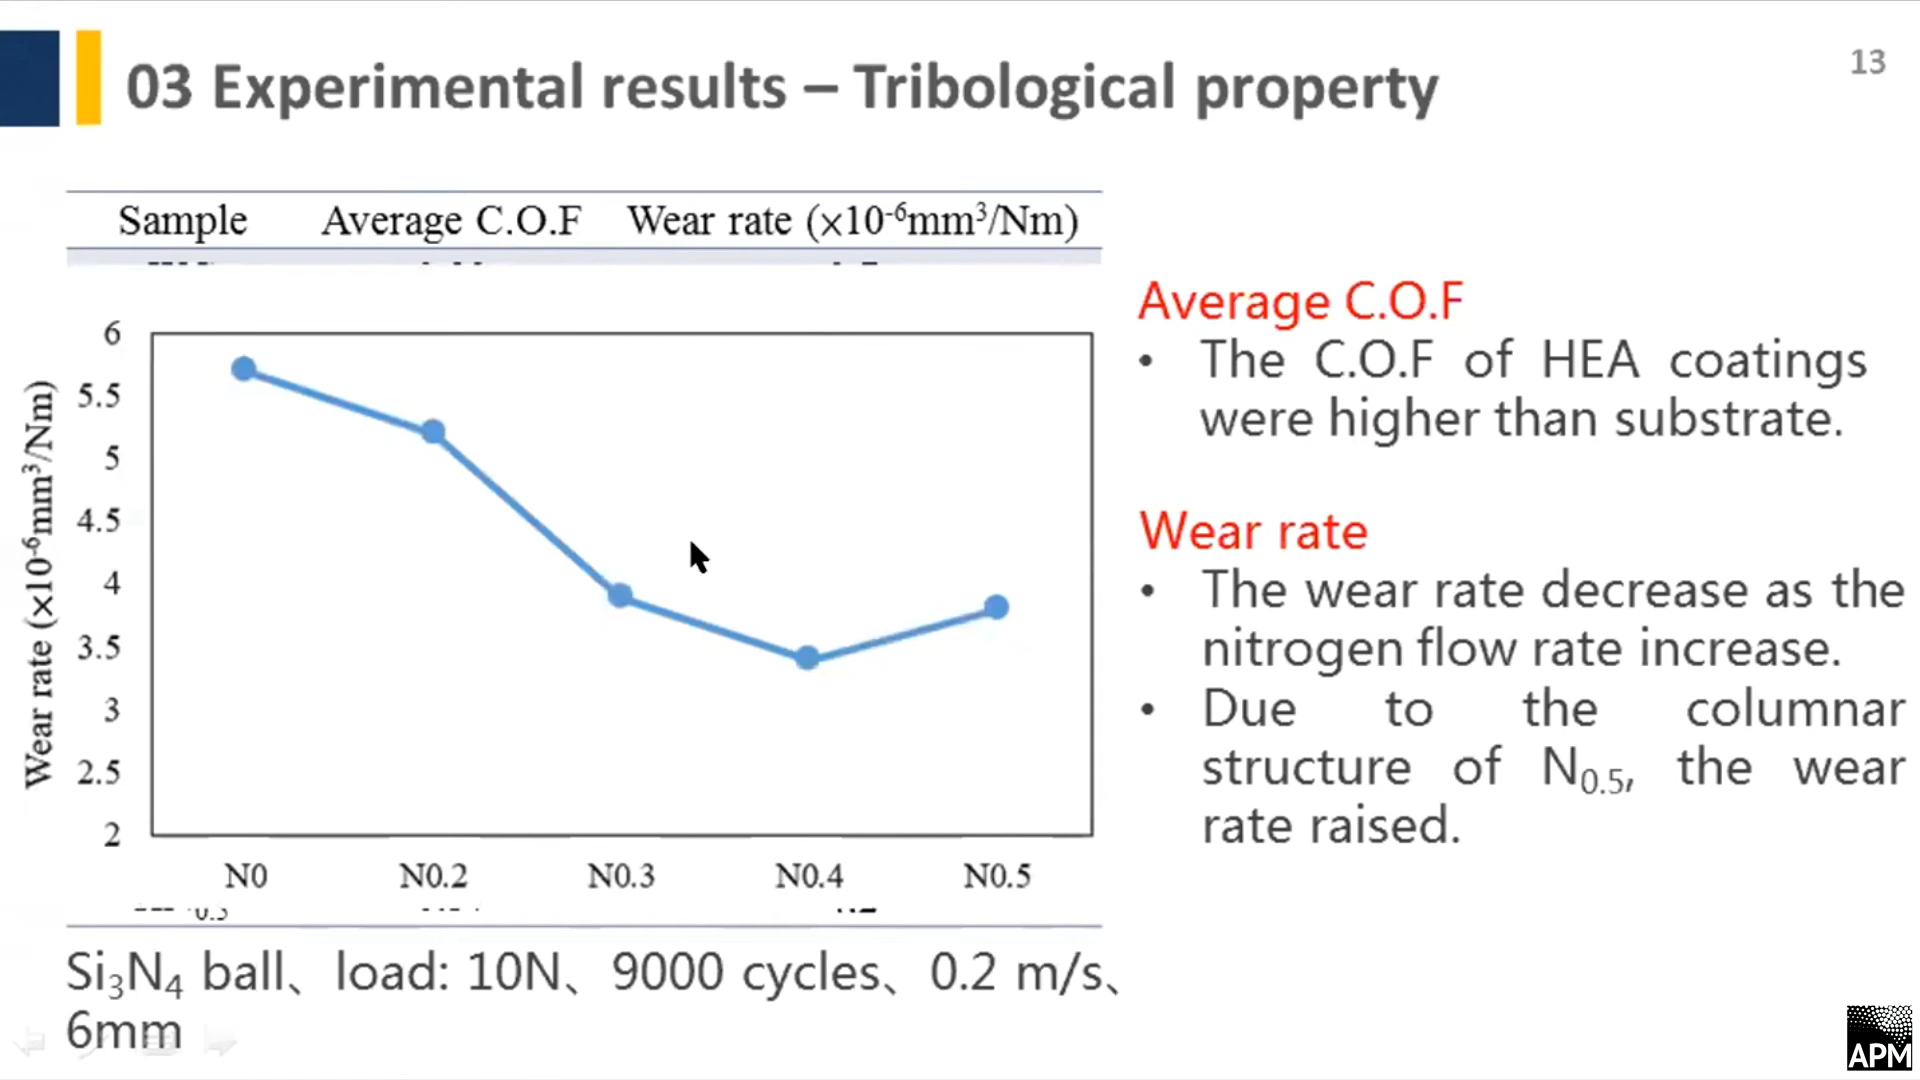 03 Experimental results – Tribological property
13
Sample Average C.O.F Wear rate (×10⁻⁶mm³/Nm)
Wear rate (×10⁻⁶mm³/Nm)
6
5.5
5
4.5
4
3.5
3
2.5
2
N0 N0.2 N0.3 N0.4 N0.5
Average C.O.F
• The C.O.F of HEA coatings
were higher than substrate.
Wear rate
• The wear rate decrease as the
nitrogen flow rate increase.
• Due to the columnar
structure of N₀.₅, the wear
rate raised.
Si₃N₄ ball、load: 10N、9000 cycles、0.2 m/s、
6mm
APM